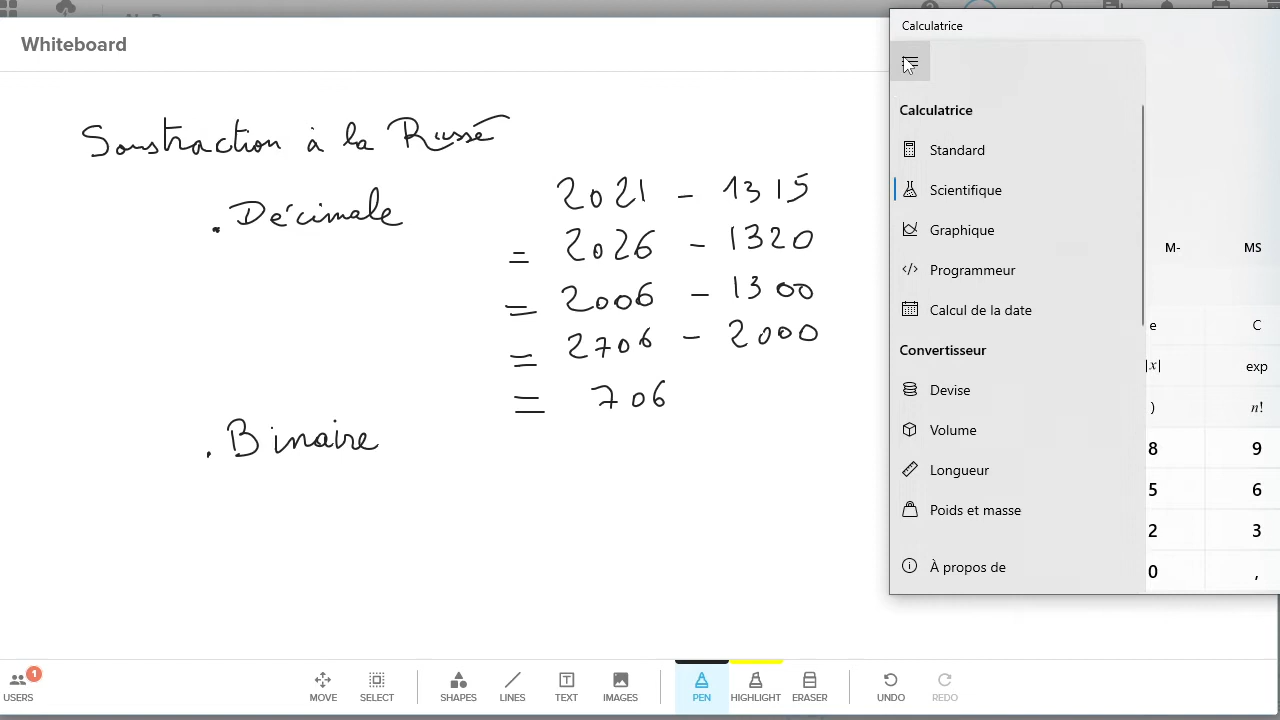 Whiteboard
Soustraction à la Russe
. Décimale
2021 - 1315
= 2026 - 1320
= 2006 - 1300
= 2706 - 2000
= 706
. Binaire
Calculatrice
Calculatrice
Standard
Scientifique
Graphique
Programmeur
Calcul de la date
Convertisseur
Devise
Volume
Longueur
Poids et masse
À propos de
M- MS
e C
|x| exp
) n!
8 9
5 6
2 3
0 ,
1
USERS MOVE SELECT SHAPES LINES TEXT IMAGES PEN HIGHLIGHT ERASER UNDO REDO